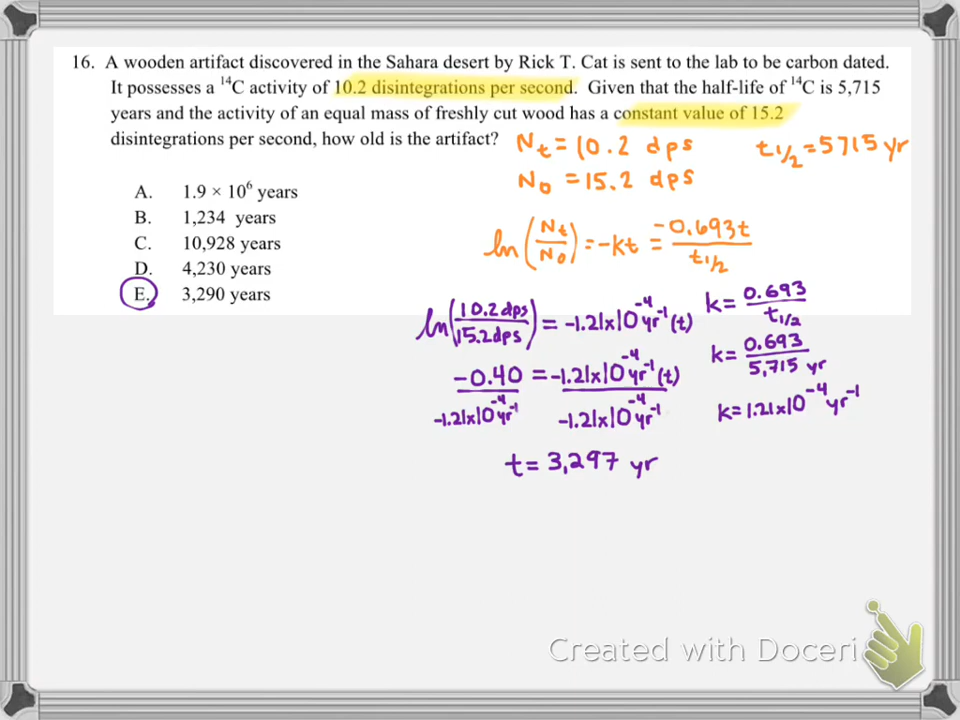 16. A wooden artifact discovered in the Sahara desert by Rick T. Cat is sent to the lab to be carbon dated.
It possesses a ¹⁴C activity of 10.2 disintegrations per second. Given that the half-life of ¹⁴C is 5,715
years and the activity of an equal mass of freshly cut wood has a constant value of 15.2
disintegrations per second, how old is the artifact?
Nt = 10.2 dps
t1/2 = 5715 yr
N0 = 15.2 dps
A. 1.9 × 10⁶ years
B. 1,234 years
C. 10,928 years
D. 4,230 years
E. 3,290 years
ln(Nt/N0) = -kt = -0.693t/t1/2
ln(10.2dps/15.2dps) = -1.21x10⁻⁴ yr⁻¹ (t)
k = 0.693/t1/2
-0.40 = -1.21x10⁻⁴ yr⁻¹ (t)
-1.21x10⁻⁴ yr⁻¹ -1.21x10⁻⁴ yr⁻¹
k = 0.693/5,715 yr
k = 1.21x10⁻⁴ yr⁻¹
t = 3,297 yr
Created with Doceri